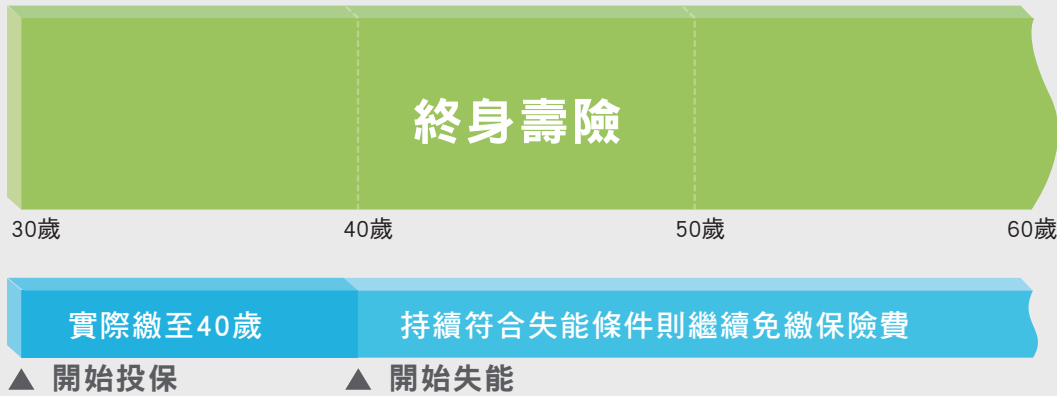 終身壽險
30歲 40歲 50歲 60歲
實際繳至40歲 持續符合失能條件則繼續免繳保險費
▲ 開始投保 ▲ 開始失能